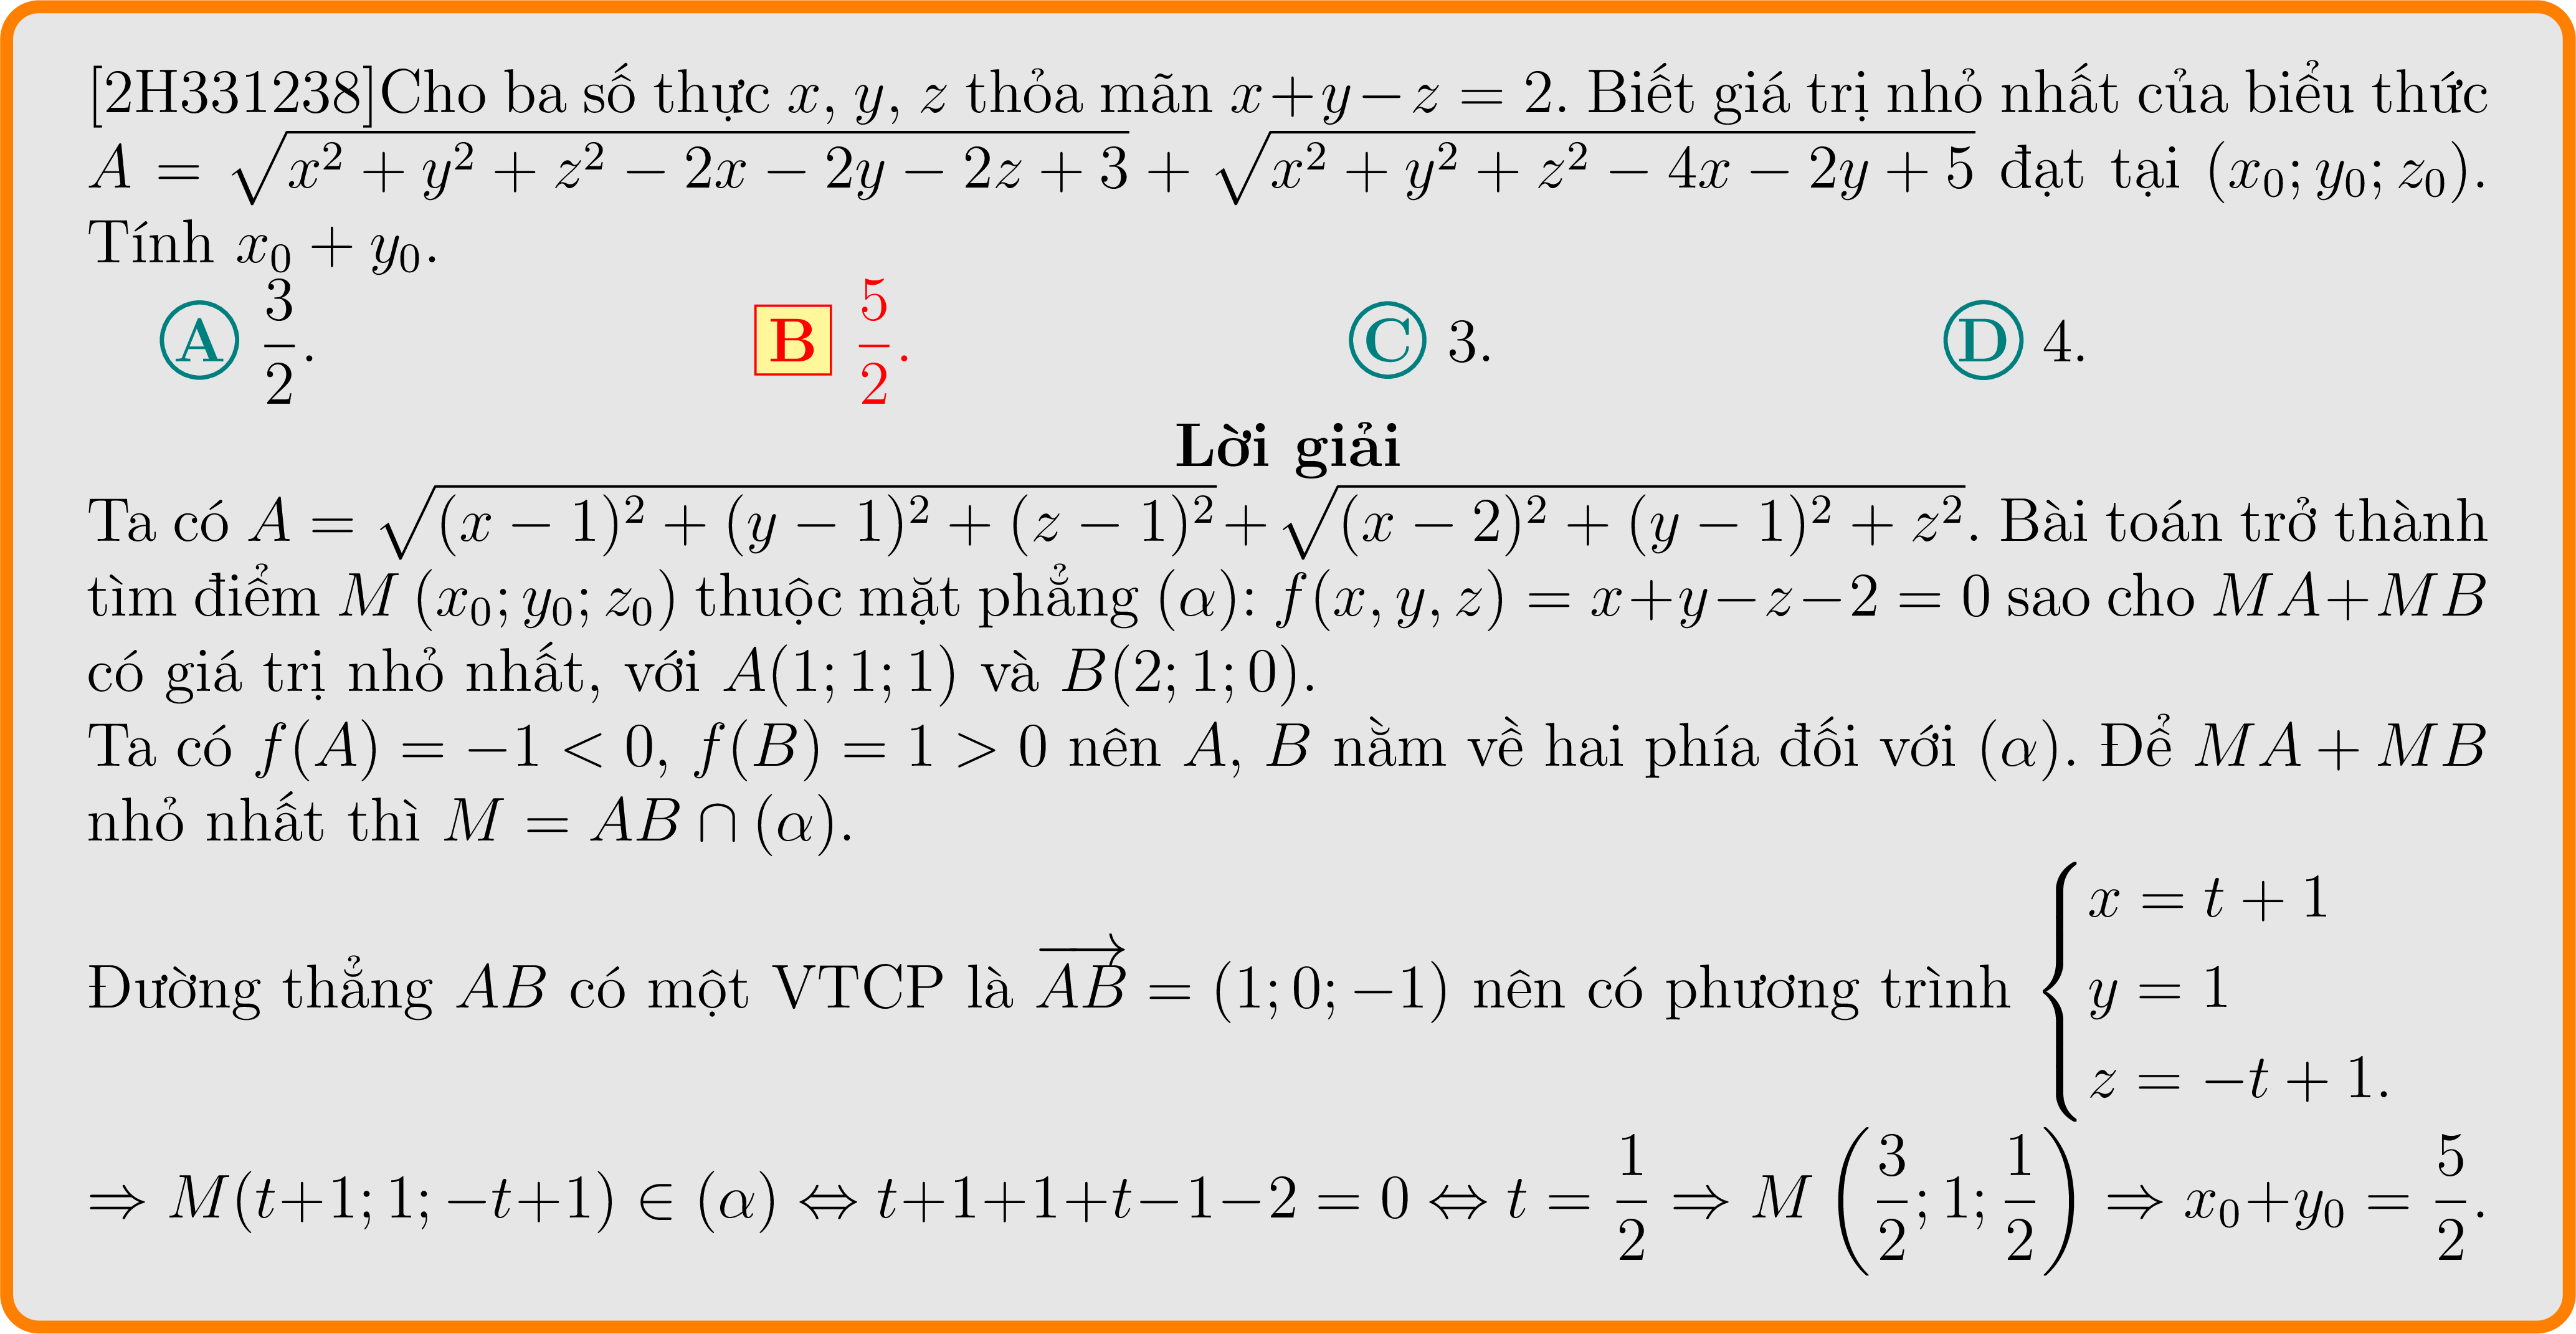 [2H331238]Cho ba số thực x, y, z thỏa mãn x+y−z = 2. Biết giá trị nhỏ nhất của biểu thức
A = √(x² + y² + z² − 2x − 2y − 2z + 3) + √(x² + y² + z² − 4x − 2y + 5) đạt tại (x₀; y₀; z₀).
Tính x₀ + y₀.
A 3/2. B 5/2. C 3. D 4.
Lời giải
Ta có A = √((x − 1)² + (y − 1)² + (z − 1)²) + √((x − 2)² + (y − 1)² + z²). Bài toán trở thành
tìm điểm M (x₀; y₀; z₀) thuộc mặt phẳng (α): f(x, y, z) = x+y−z−2 = 0 sao cho MA+MB
có giá trị nhỏ nhất, với A(1; 1; 1) và B(2; 1; 0).
Ta có f(A) = −1 < 0, f(B) = 1 > 0 nên A, B nằm về hai phía đối với (α). Để MA + MB
nhỏ nhất thì M = AB ∩ (α).
Đường thẳng AB có một VTCP là \overrightarrow{AB} = (1; 0; −1) nên có phương trình { x = t + 1
y = 1
z = −t + 1.
⇒ M(t+1; 1; −t+1) ∈ (α) ⇔ t+1+1+t−1−2 = 0 ⇔ t = 1/2 ⇒ M (3/2; 1; 1/2) ⇒ x₀+y₀ = 5/2.